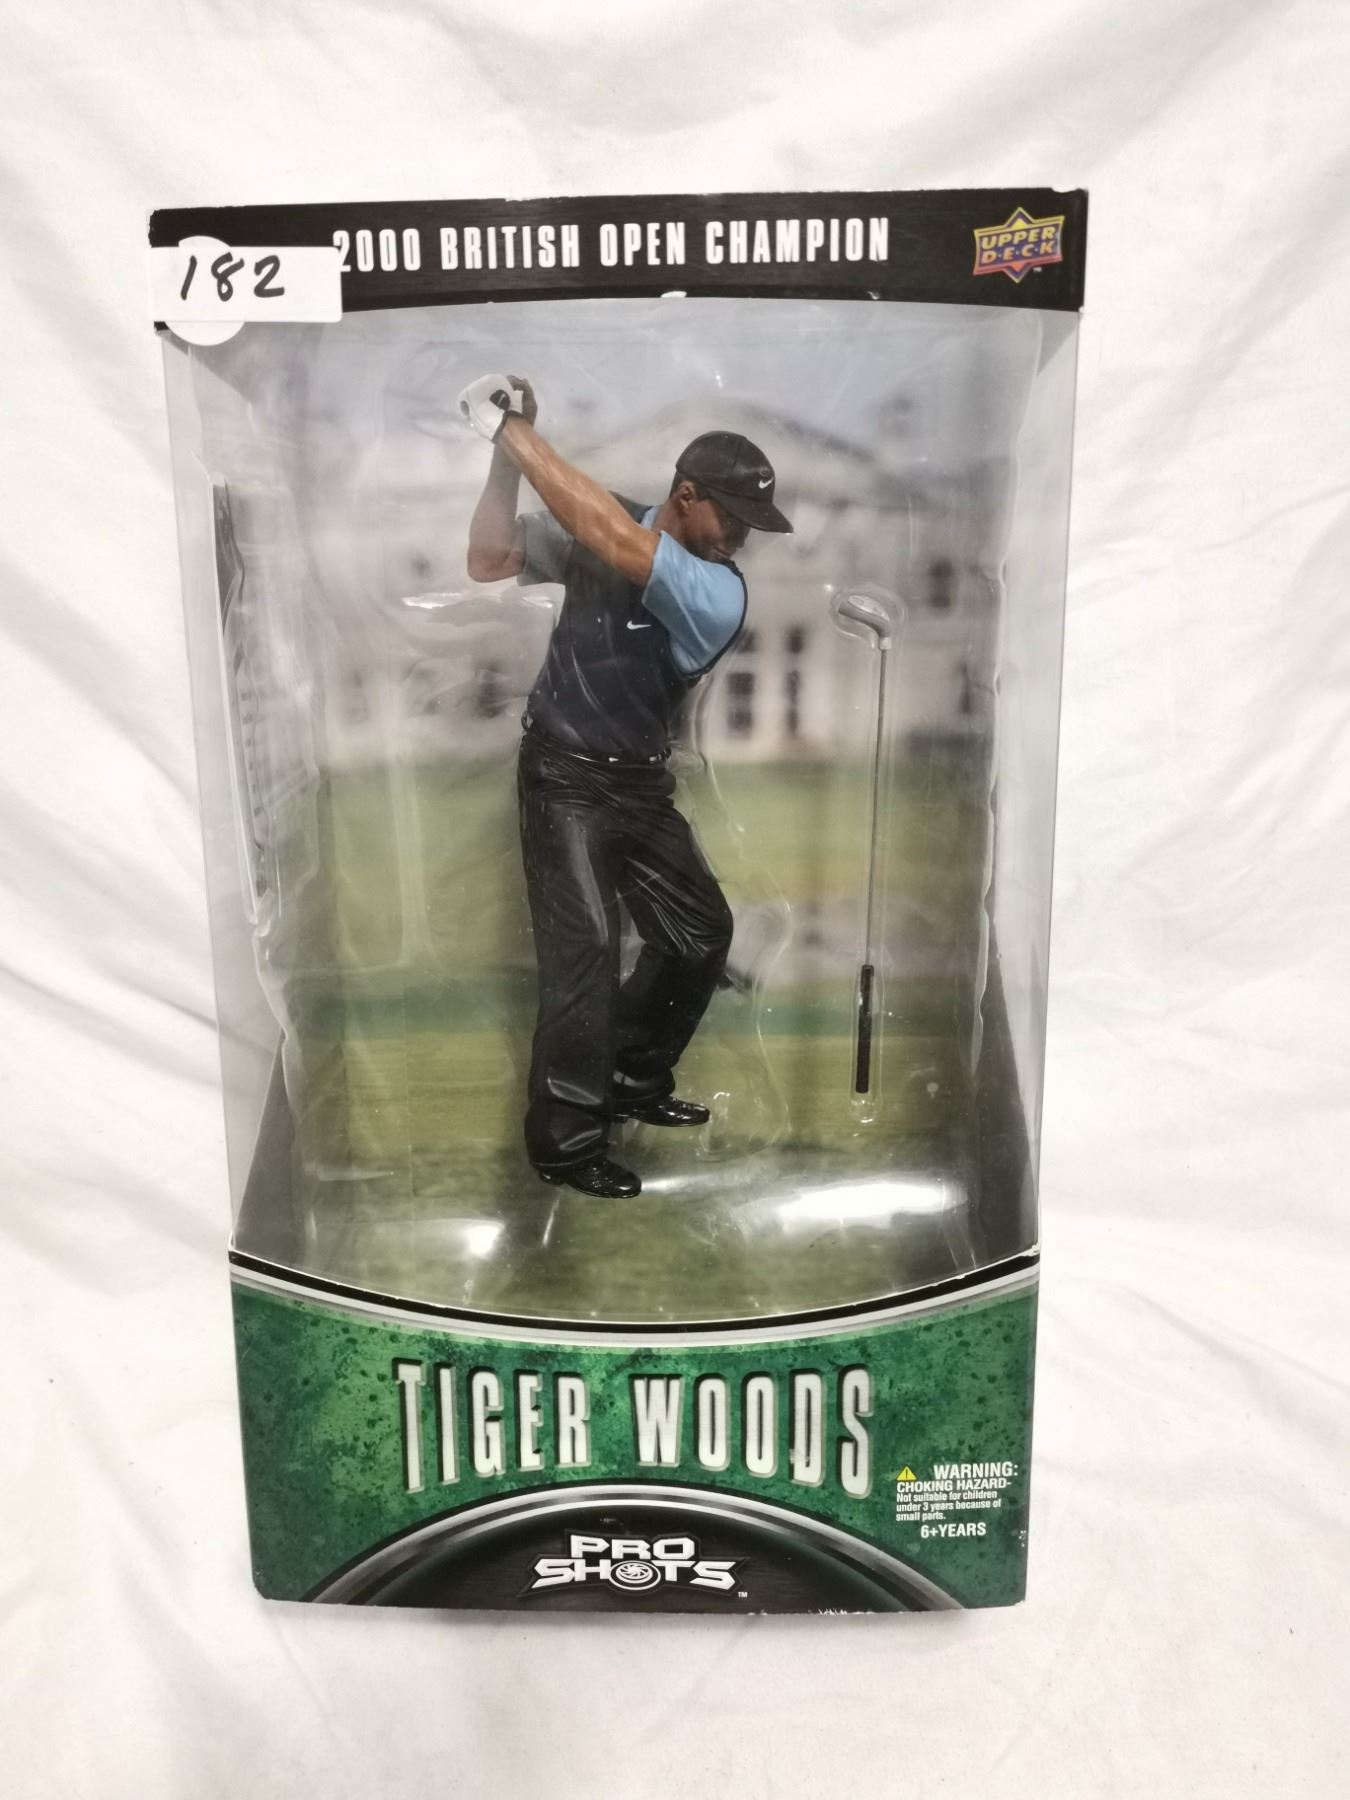 182
2000 BRITISH OPEN CHAMPION
UPPER
D·E·C·K
TIGER WOODS
WARNING:
CHOKING HAZARD-
Not suitable for children
under 3 years because of
small parts.
6+YEARS
PRO
SHOTS
TM